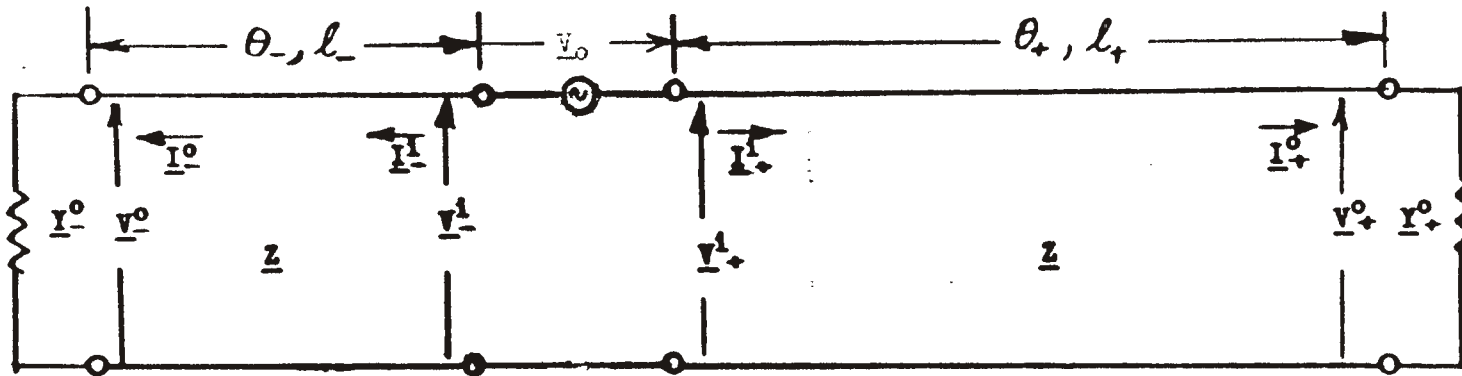 θ₋, ℓ₋ V₀ θ₊, ℓ₊
~
I⁰₋ I¹₋ I¹₊ I⁰₊
Y⁰₋ V⁰₋ V¹₋ V¹₊ V⁰₊ Y⁰₊
Z Z